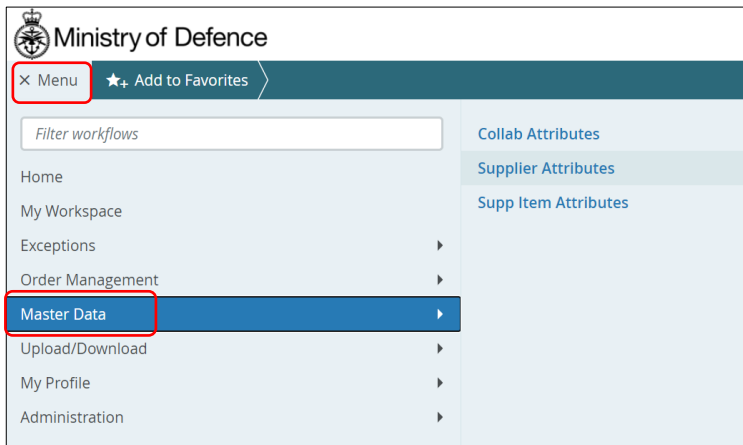 Ministry of Defence
× Menu ★+ Add to Favorites
Filter workflows
Home
My Workspace
Exceptions
Order Management
Master Data
Upload/Download
My Profile
Administration
Collab Attributes
Supplier Attributes
Supp Item Attributes